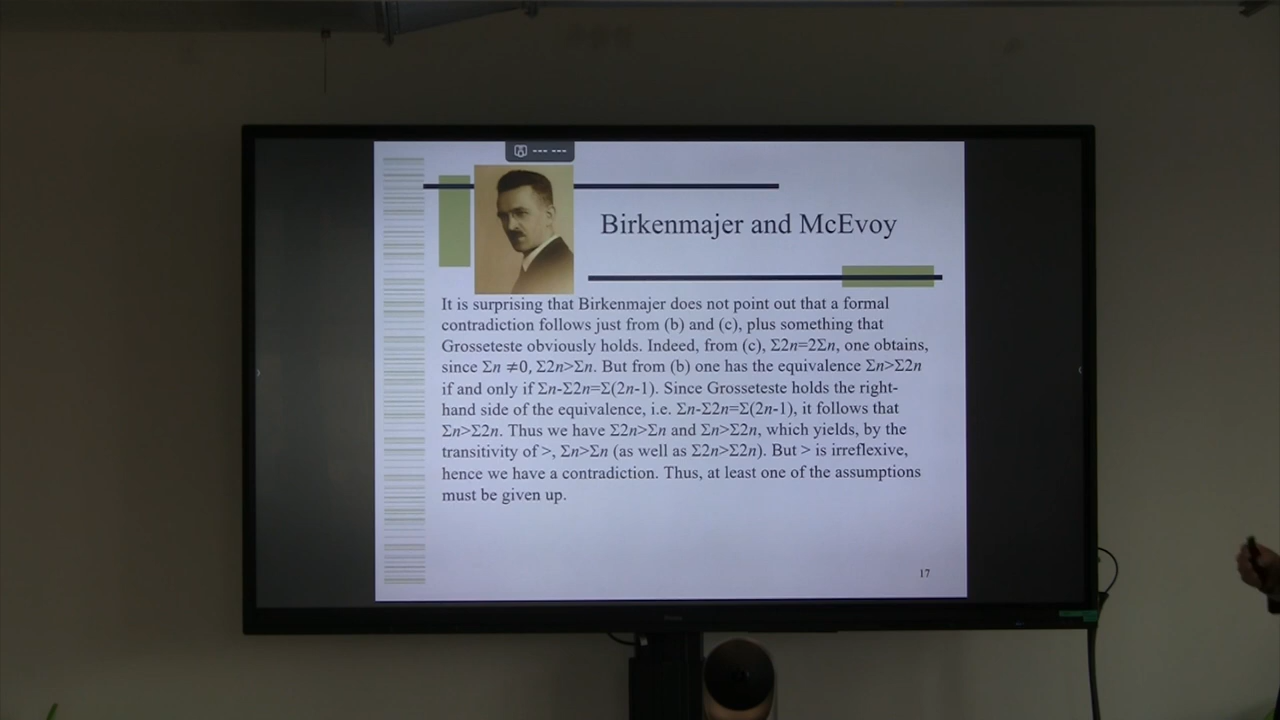 --- ---
Birkenmajer and McEvoy
It is surprising that Birkenmajer does not point out that a formal
contradiction follows just from (b) and (c), plus something that
Grosseteste obviously holds. Indeed, from (c), Σ2n=2Σn, one obtains,
since Σn ≠0, Σ2n>Σn. But from (b) one has the equivalence Σn>Σ2n
if and only if Σn-Σ2n=Σ(2n-1). Since Grosseteste holds the right-
hand side of the equivalence, i.e. Σn-Σ2n=Σ(2n-1), it follows that
Σn>Σ2n. Thus we have Σ2n>Σn and Σn>Σ2n, which yields, by the
transitivity of >, Σn>Σn (as well as Σ2n>Σ2n). But > is irreflexive,
hence we have a contradiction. Thus, at least one of the assumptions
must be given up.
17